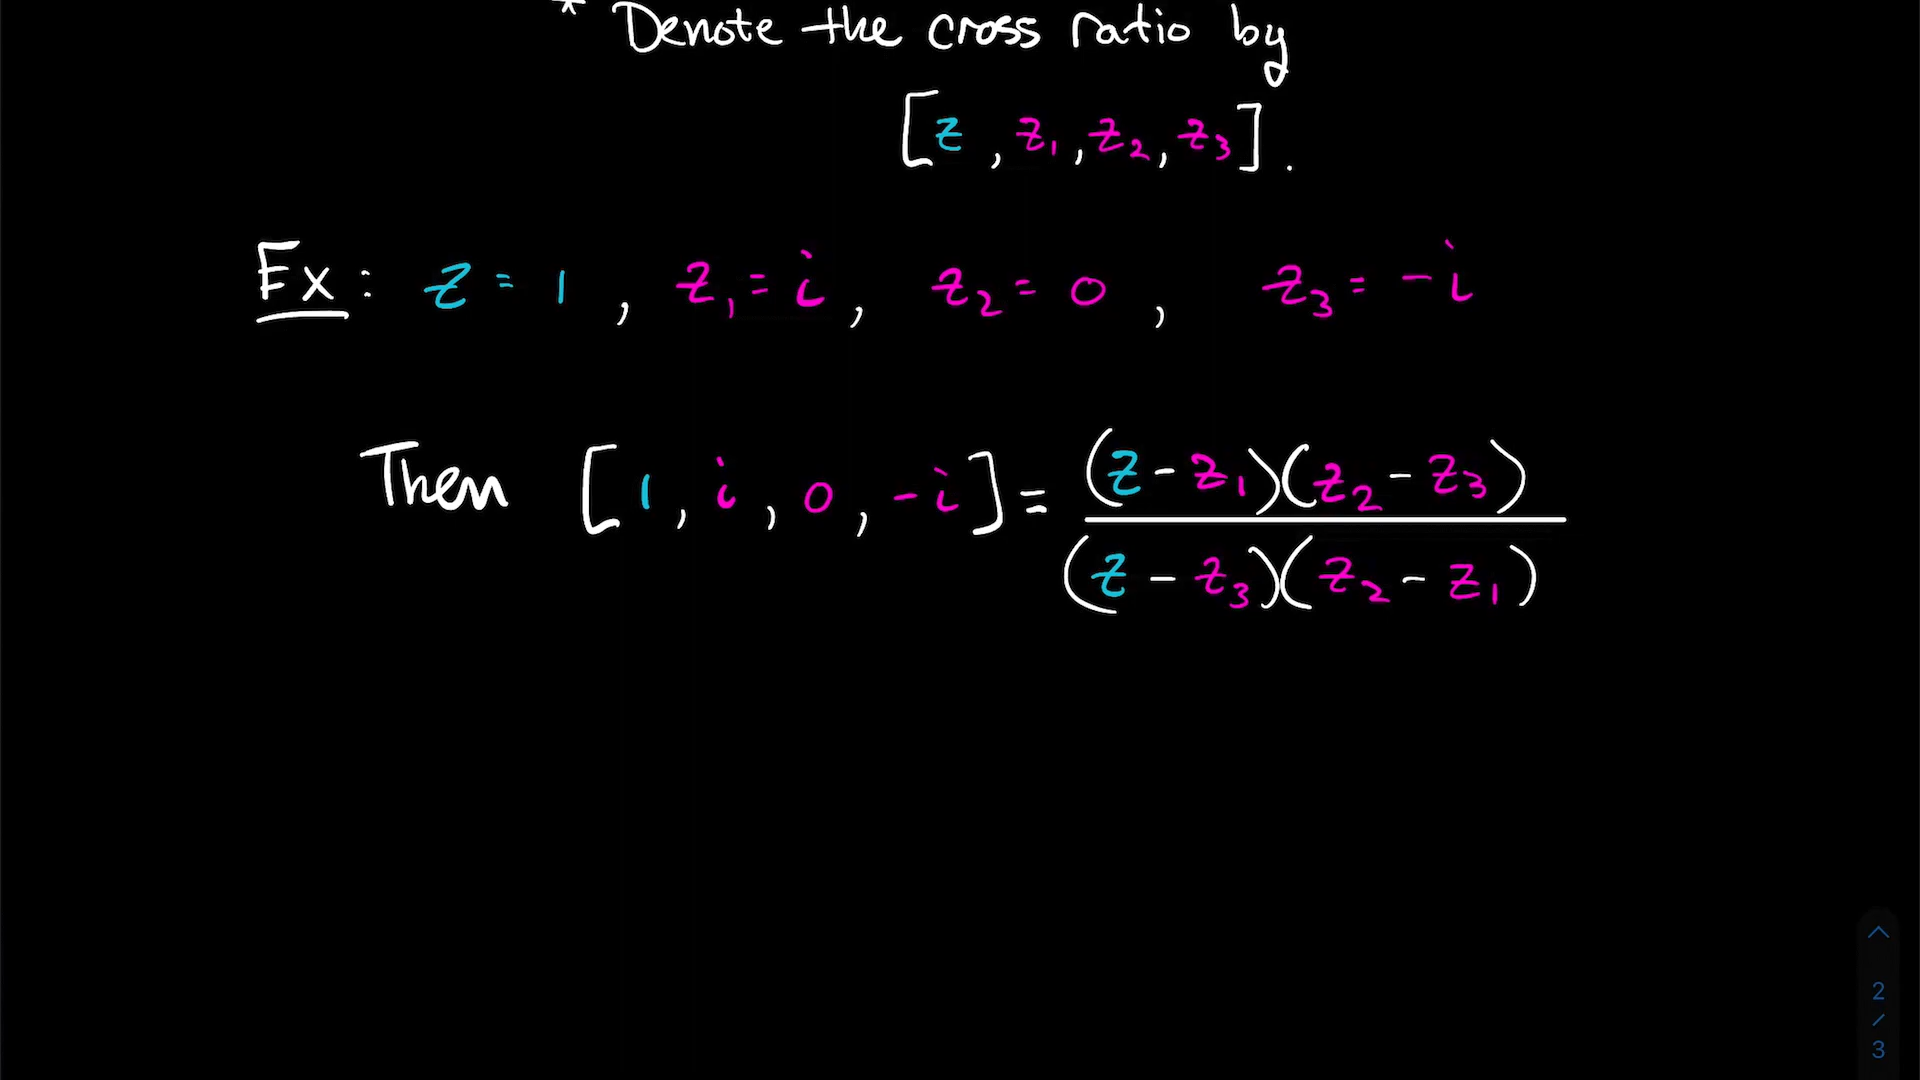 * Denote the cross ratio by
[z, z₁, z₂, z₃].
Ex: z = 1, z₁ = i, z₂ = 0, z₃ = -i
Then [1, i, 0, -i] = (z - z₁)(z₂ - z₃)
(z - z₃)(z₂ - z₁)
2
/
3